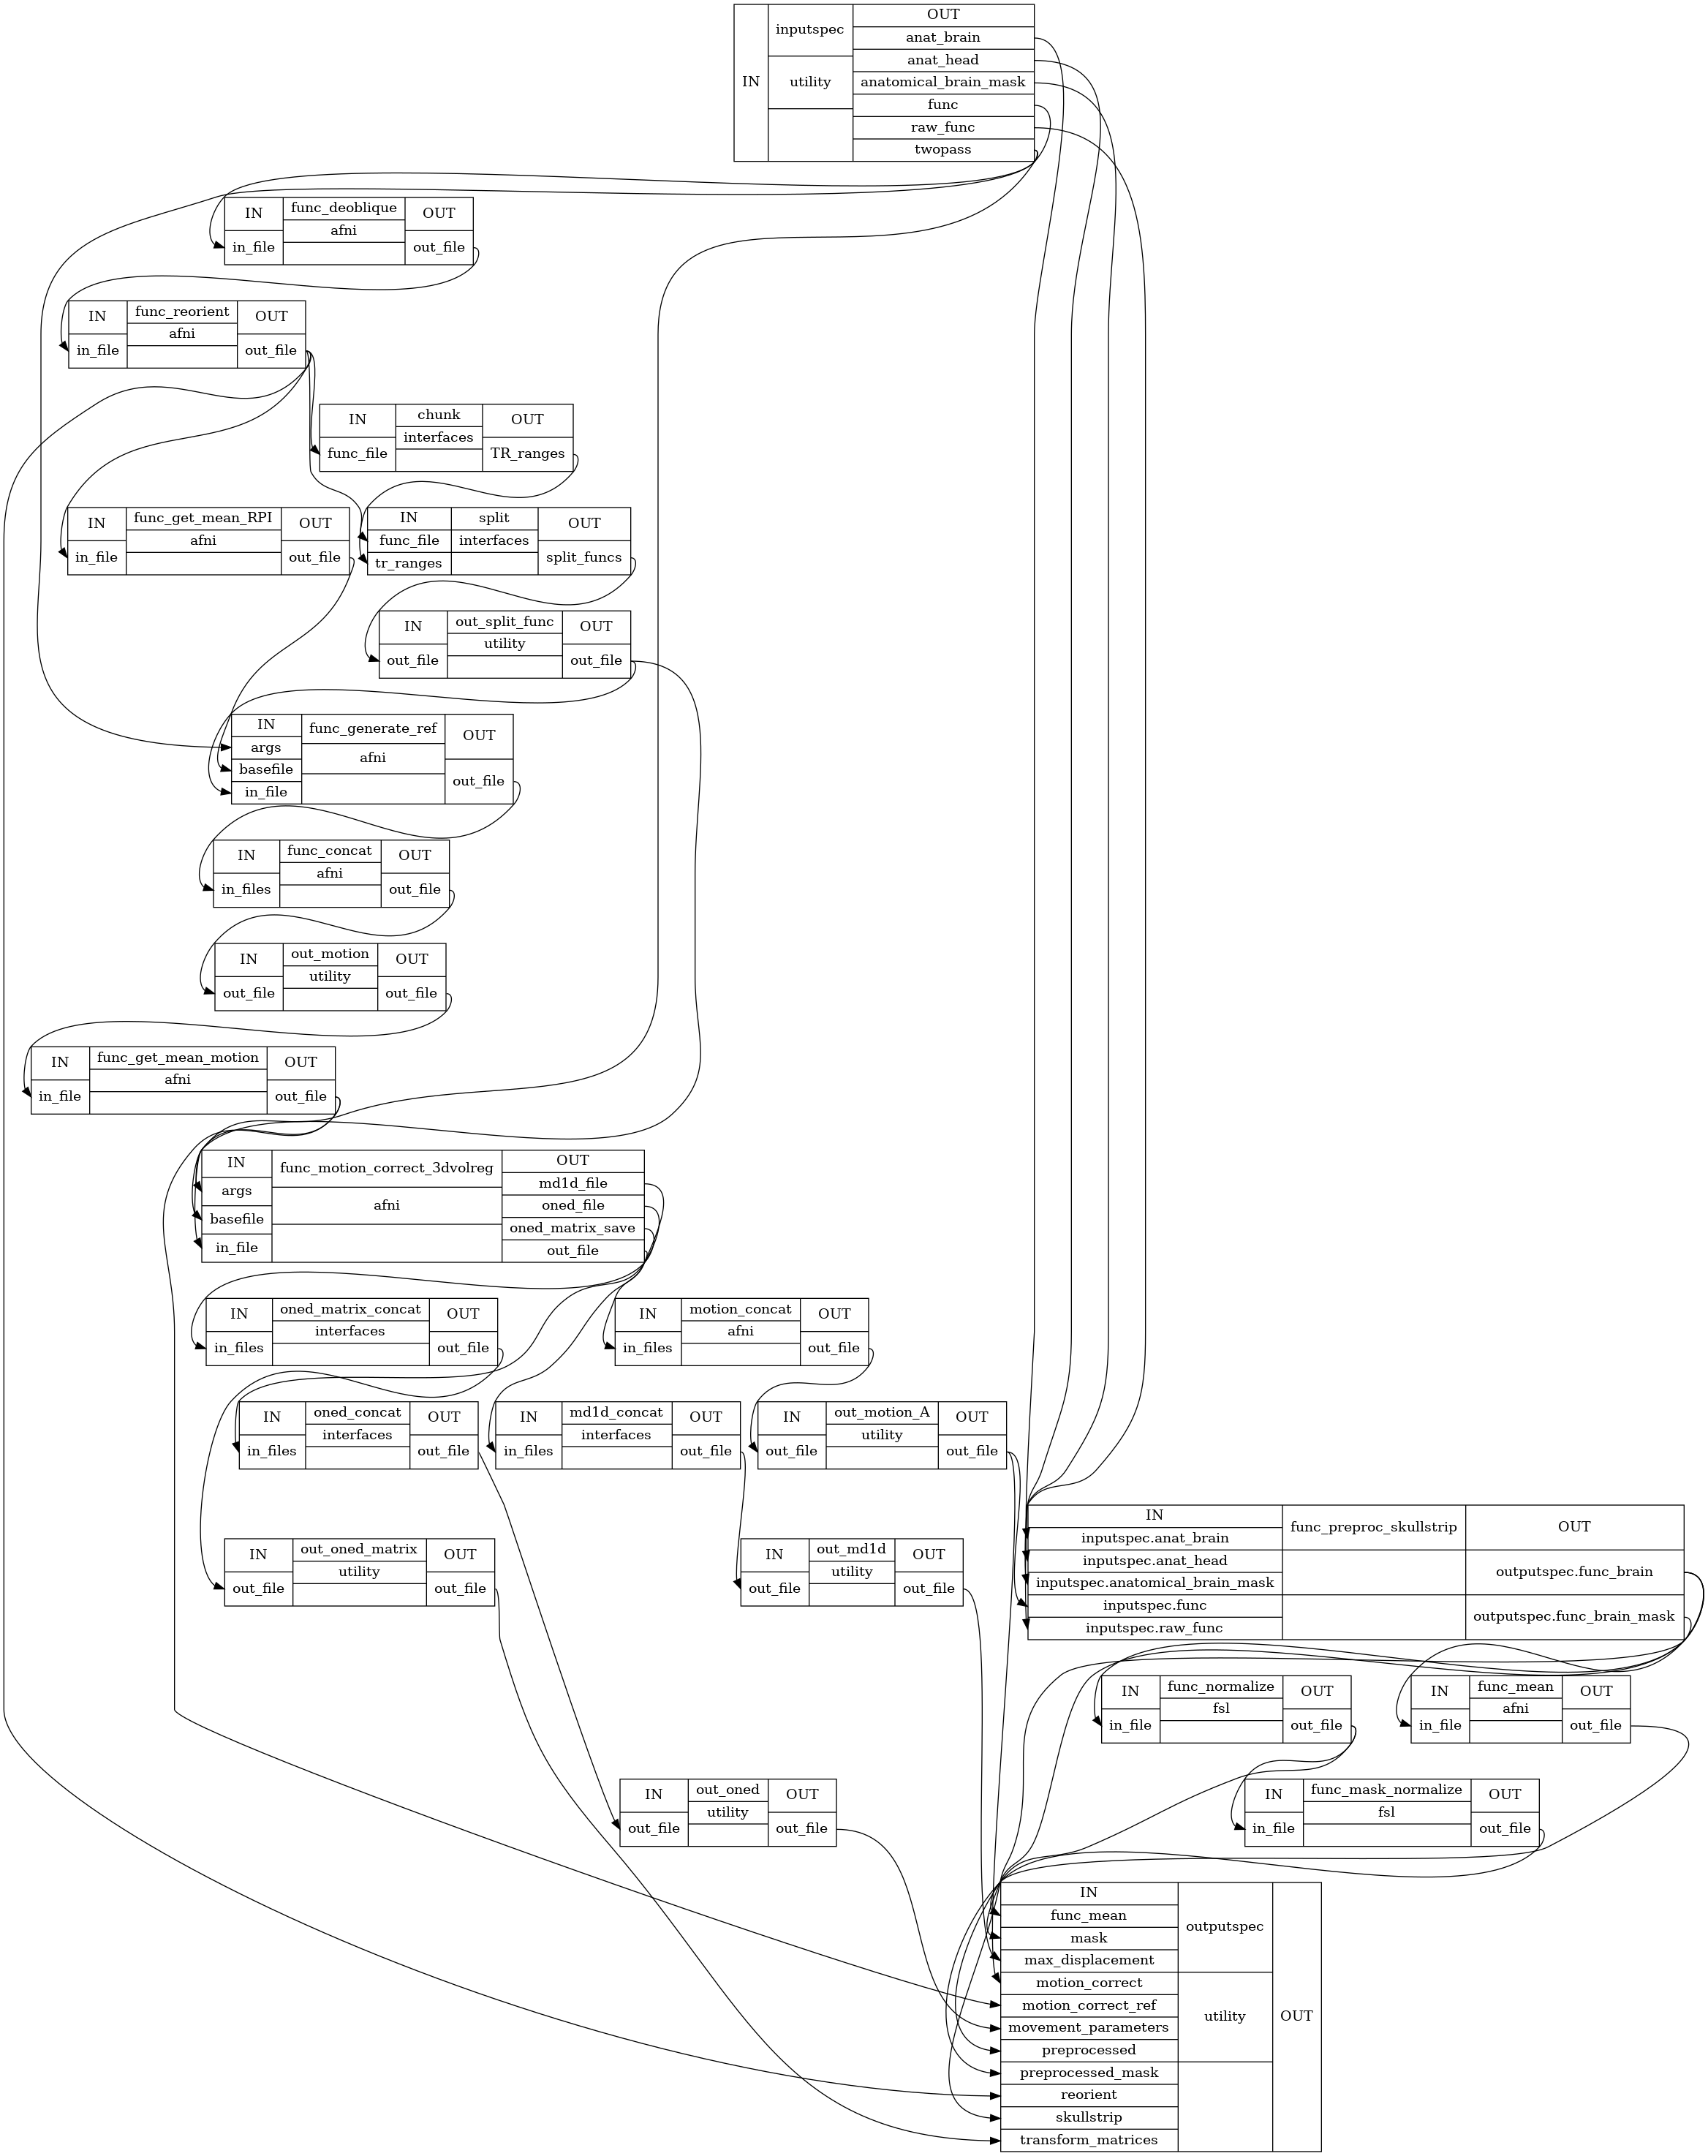 IN
inputspec
utility
OUT
anat_brain
anat_head
anatomical_brain_mask
func
raw_func
twopass
IN
in_file
func_deoblique
afni
OUT
out_file
IN
in_file
func_reorient
afni
OUT
out_file
IN
func_file
chunk
interfaces
OUT
TR_ranges
IN
in_file
func_get_mean_RPI
afni
OUT
out_file
IN
func_file
tr_ranges
split
interfaces
OUT
split_funcs
IN
out_file
out_split_func
utility
OUT
out_file
IN
args
basefile
in_file
func_generate_ref
afni
OUT
out_file
IN
in_files
func_concat
afni
OUT
out_file
IN
out_file
out_motion
utility
OUT
out_file
IN
in_file
func_get_mean_motion
afni
OUT
out_file
IN
args
basefile
in_file
func_motion_correct_3dvolreg
afni
OUT
md1d_file
oned_file
oned_matrix_save
out_file
IN
in_files
oned_matrix_concat
interfaces
OUT
out_file
IN
in_files
motion_concat
afni
OUT
out_file
IN
in_files
oned_concat
interfaces
OUT
out_file
IN
in_files
md1d_concat
interfaces
OUT
out_file
IN
out_file
out_motion_A
utility
OUT
out_file
IN
inputspec.anat_brain
inputspec.anat_head
inputspec.anatomical_brain_mask
inputspec.func
inputspec.raw_func
func_preproc_skullstrip
OUT
outputspec.func_brain
outputspec.func_brain_mask
IN
out_file
out_oned_matrix
utility
OUT
out_file
IN
out_file
out_md1d
utility
OUT
out_file
IN
in_file
func_normalize
fsl
OUT
out_file
IN
in_file
func_mean
afni
OUT
out_file
IN
out_file
out_oned
utility
OUT
out_file
IN
in_file
func_mask_normalize
fsl
OUT
out_file
IN
func_mean
mask
max_displacement
motion_correct
motion_correct_ref
movement_parameters
preprocessed
preprocessed_mask
reorient
skullstrip
transform_matrices
outputspec
utility
OUT